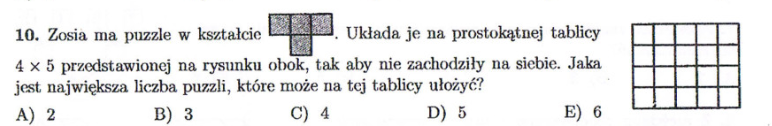 10. Zosia ma puzzle w kształcie . Układa je na prostokątnej tablicy
4 × 5 przedstawionej na rysunku obok, tak aby nie zachodziły na siebie. Jaka
jest największa liczba puzzli, które może na tej tablicy ułożyć?
A) 2 B) 3 C) 4 D) 5 E) 6